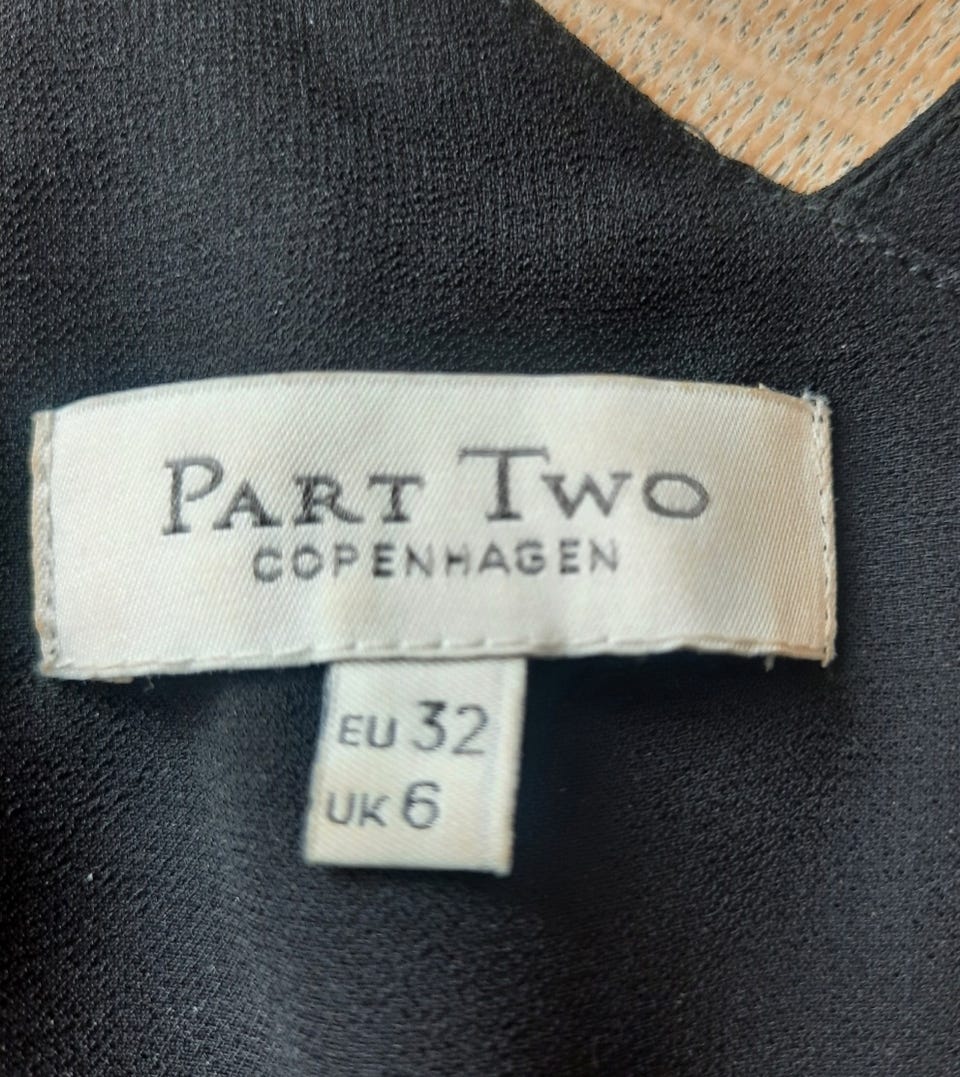 PART TWO
COPENHAGEN
EU 32
UK 6